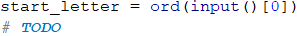 start_letter = ord(input()[0])
# TODO